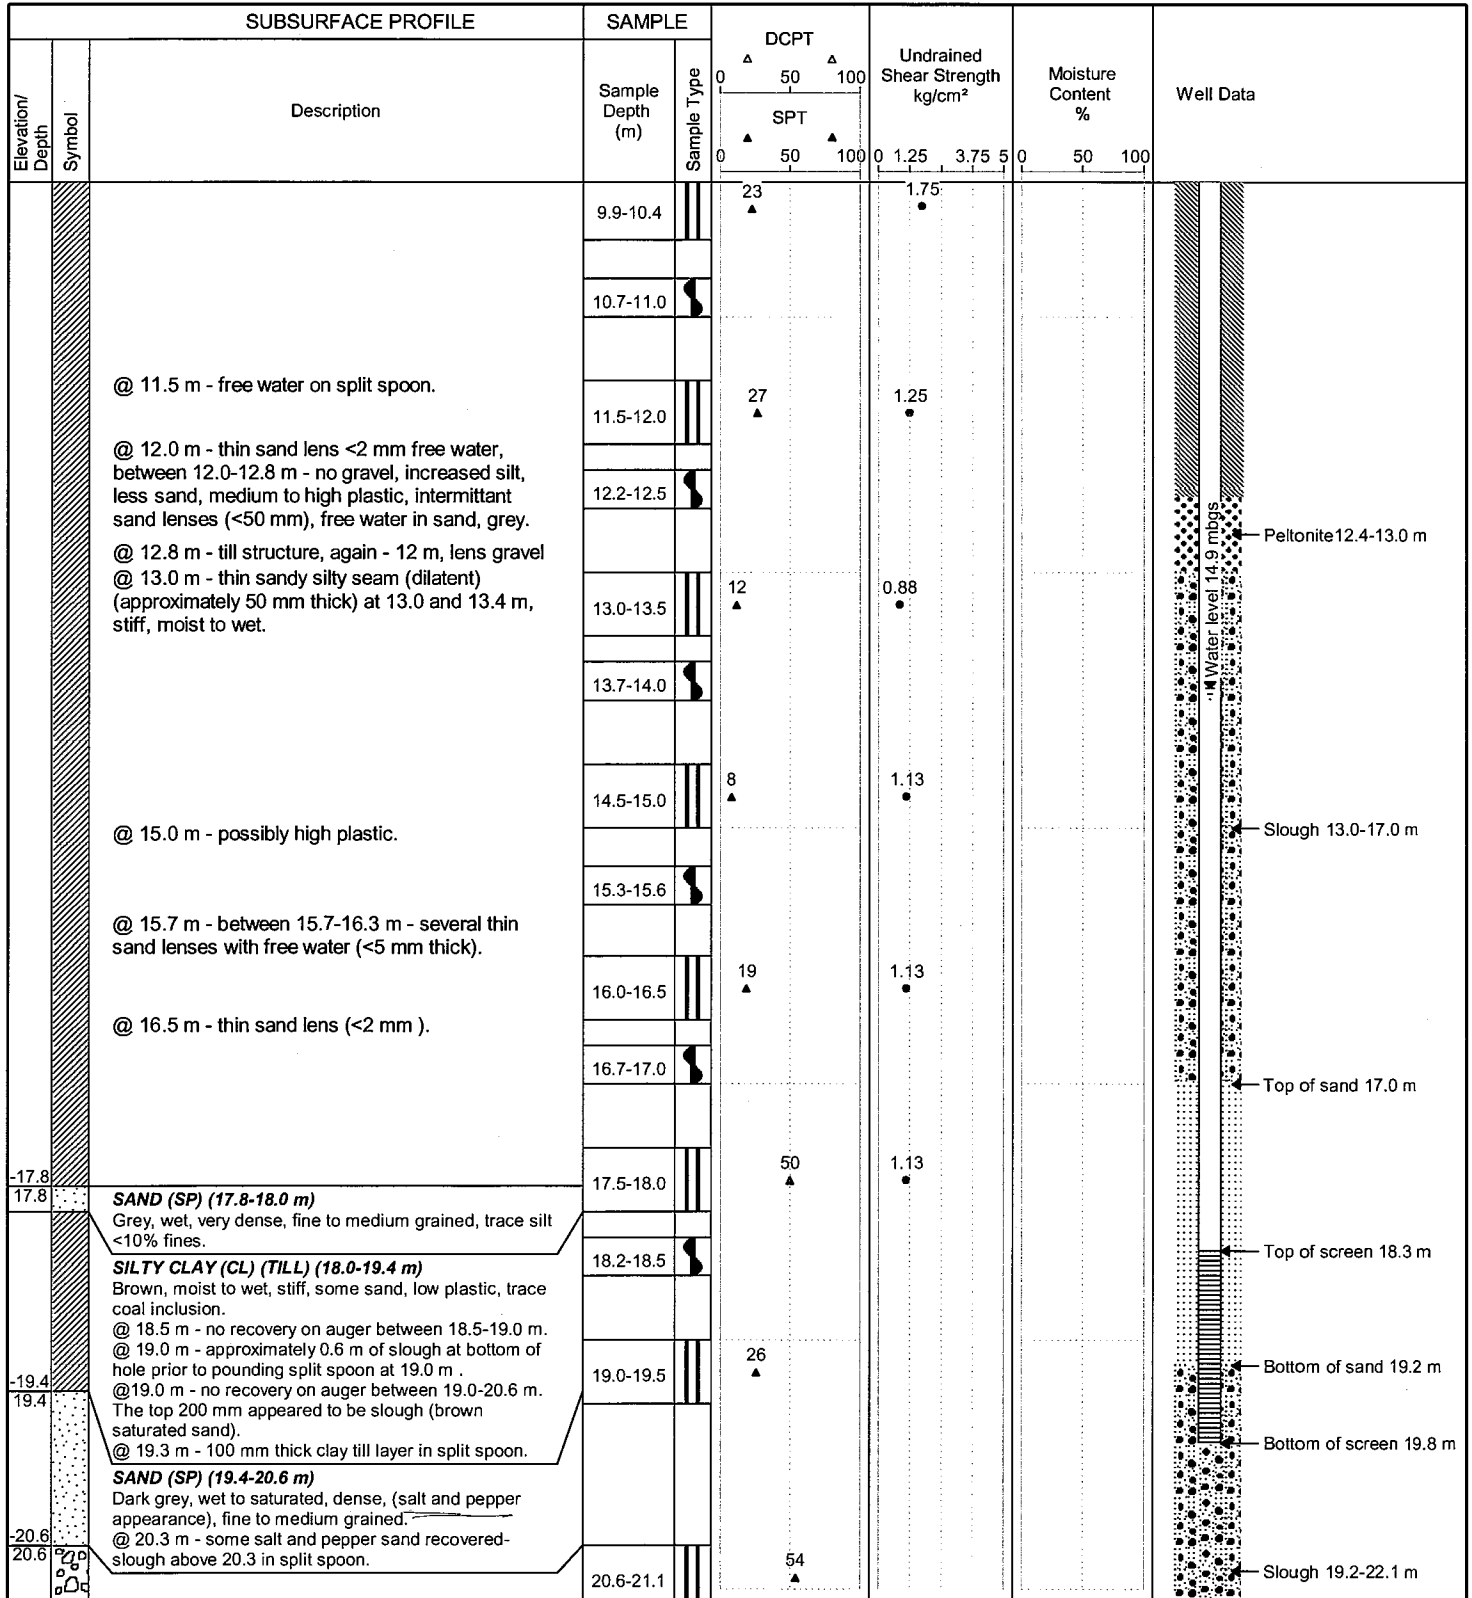 SUBSURFACE PROFILE
SAMPLE
Elevation/
Depth
Symbol
Description
Sample
Depth
(m)
Sample Type
DCPT
0 50 100
SPT
0 50 100
Undrained
Shear Strength
kg/cm²
0 1.25 3.75 5
Moisture
Content
%
0 50 100
Well Data
9.9-10.4
23
1.75
10.7-11.0
@ 11.5 m - free water on split spoon.
11.5-12.0
27
1.25
@ 12.0 m - thin sand lens <2 mm free water,
between 12.0-12.8 m - no gravel, increased silt,
less sand, medium to high plastic, intermittant
sand lenses (<50 mm), free water in sand, grey.
12.2-12.5
Peltonite12.4-13.0 m
Water level 14.9 mbgs
@ 12.8 m - till structure, again - 12 m, lens gravel
@ 13.0 m - thin sandy silty seam (dilatent)
(approximately 50 mm thick) at 13.0 and 13.4 m,
stiff, moist to wet.
13.0-13.5
12
0.88
13.7-14.0
14.5-15.0
8
1.13
@ 15.0 m - possibly high plastic.
Slough 13.0-17.0 m
15.3-15.6
@ 15.7 m - between 15.7-16.3 m - several thin
sand lenses with free water (<5 mm thick).
16.0-16.5
19
1.13
@ 16.5 m - thin sand lens (<2 mm ).
16.7-17.0
Top of sand 17.0 m
17.5-18.0
50
1.13
-17.8
17.8
SAND (SP) (17.8-18.0 m)
Grey, wet, very dense, fine to medium grained, trace silt
<10% fines.
18.2-18.5
Top of screen 18.3 m
SILTY CLAY (CL) (TILL) (18.0-19.4 m)
Brown, moist to wet, stiff, some sand, low plastic, trace
coal inclusion.
@ 18.5 m - no recovery on auger between 18.5-19.0 m.
@ 19.0 m - approximately 0.6 m of slough at bottom of
hole prior to pounding split spoon at 19.0 m .
@19.0 m - no recovery on auger between 19.0-20.6 m.
The top 200 mm appeared to be slough (brown
saturated sand).
@ 19.3 m - 100 mm thick clay till layer in split spoon.
19.0-19.5
26
Bottom of sand 19.2 m
-19.4
19.4
Bottom of screen 19.8 m
SAND (SP) (19.4-20.6 m)
Dark grey, wet to saturated, dense, (salt and pepper
appearance), fine to medium grained.
@ 20.3 m - some salt and pepper sand recovered-
slough above 20.3 in split spoon.
-20.6
20.6
20.6-21.1
54
Slough 19.2-22.1 m